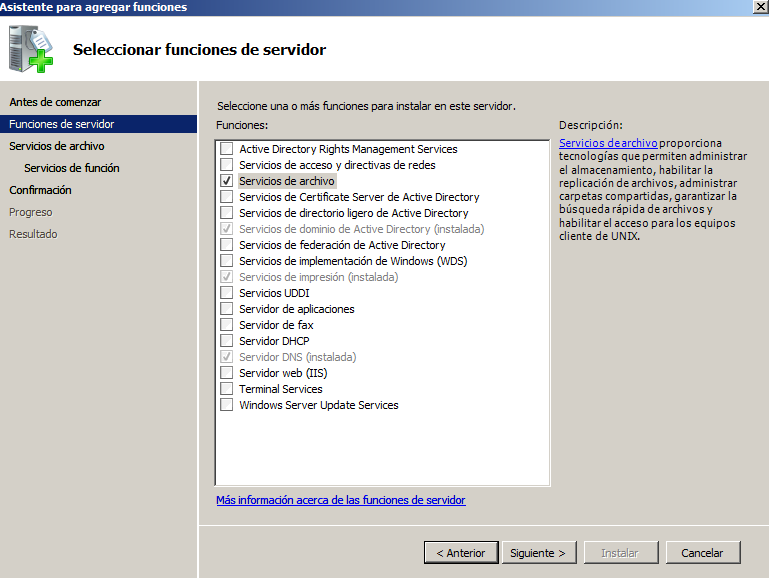 Asistente para agregar funciones
Seleccionar funciones de servidor
Antes de comenzar
Funciones de servidor
Servicios de archivo
Servicios de función
Confirmación
Progreso
Resultado
Seleccione una o más funciones para instalar en este servidor.
Funciones:
Active Directory Rights Management Services
Servicios de acceso y directivas de redes
Servicios de archivo
Servicios de Certificate Server de Active Directory
Servicios de directorio ligero de Active Directory
Servicios de dominio de Active Directory (instalada)
Servicios de federación de Active Directory
Servicios de implementación de Windows (WDS)
Servicios de impresión (instalada)
Servicios UDDI
Servidor de aplicaciones
Servidor de fax
Servidor DHCP
Servidor DNS (instalada)
Servidor web (IIS)
Terminal Services
Windows Server Update Services
Descripción:
Servicios de archivo proporciona
tecnologías que permiten administrar
el almacenamiento, habilitar la
replicación de archivos, administrar
carpetas compartidas, garantizar la
búsqueda rápida de archivos y
habilitar el acceso para los equipos
cliente de UNIX.
Más información acerca de las funciones de servidor
< Anterior
Siguiente >
Instalar
Cancelar